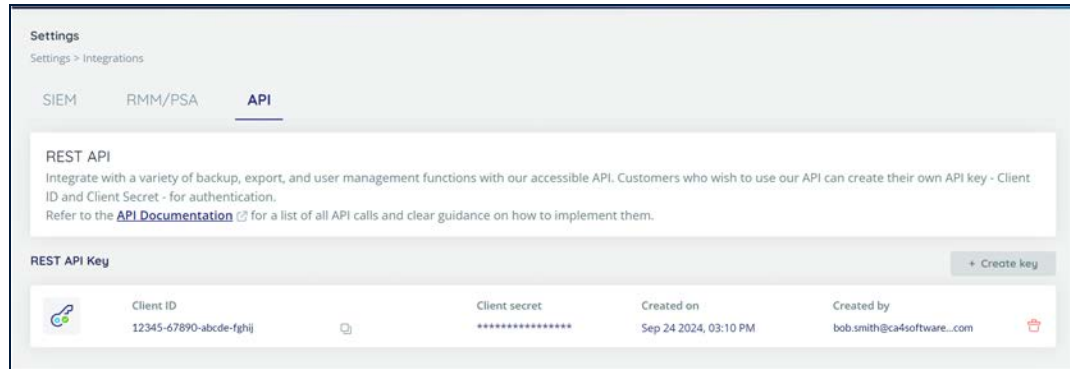 Settings
Settings > Integrations
SIEM RMM/PSA API
REST API
Integrate with a variety of backup, export, and user management functions with our accessible API. Customers who wish to use our API can create their own API key - Client
ID and Client Secret - for authentication.
Refer to the API Documentation for a list of all API calls and clear guidance on how to implement them.
REST API Key
+ Create key
Client ID Client secret Created on Created by
12345-67890-abcde-fghij **************** Sep 24 2024, 03:10 PM bob.smith@ca4software...com